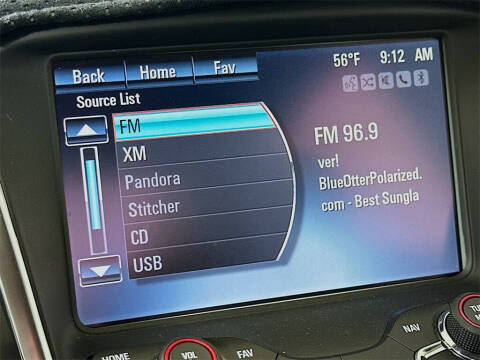 Back Home Fav
56°F 9:12 AM
Source List
FM
XM
Pandora
Stitcher
CD
USB
FM 96.9
ver!
BlueOtterPolarized.
com - Best Sungla
HOME VOL FAV
NAV